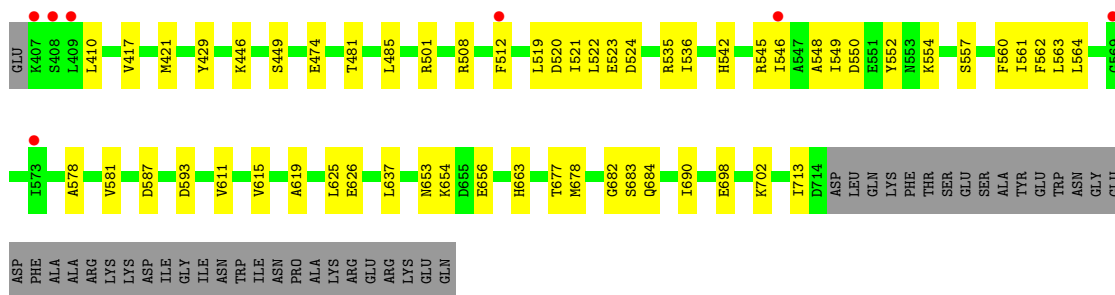 GLU K407 S408 L409 L410 V417 M421 Y429 K446 S449 E474 T481 L485 R501 R508 F512 L519 D520 I521 L522 E523 D524 R535 I536 H542 R545 I546 A547 A548 I549 D550 E551 Y552 N553 K554 S557 F560 I561 F562 L563 L564 G569
I573 A578 V581 D587 D593 V611 V615 A619 L625 E626 L637 N653 K654 D655 E656 H663 T677 M678 G682 S683 Q684 I690 E698 K702 I713 D714 ASP LEU GLN LYS PHE THR SER GLU SER ALA TYR GLU TRP ASN GLY
ASP PHE ALA ALA ARG LYS LYS ASP ILE GLY ILE ASN TRP ILE ASN PRO ALA LYS ARG GLU ARG LYS GLU GLN